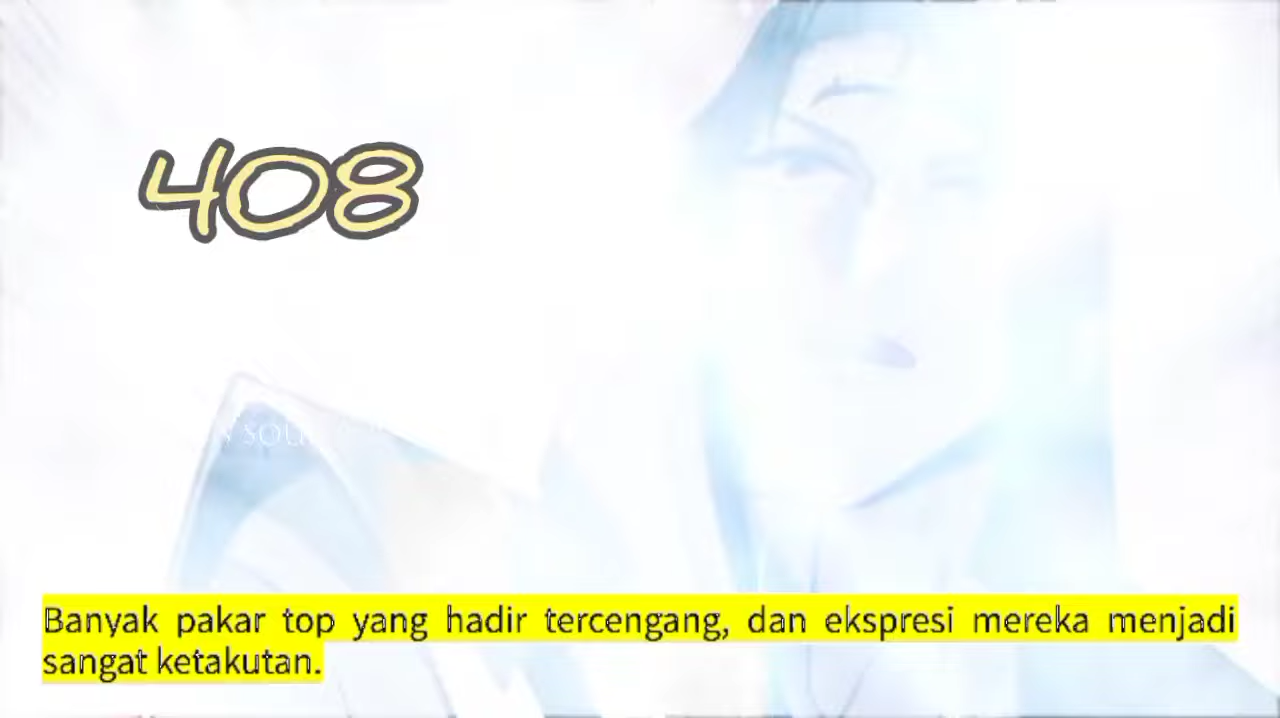 408
Banyak pakar top yang hadir tercengang, dan ekspresi mereka menjadi
sangat ketakutan.